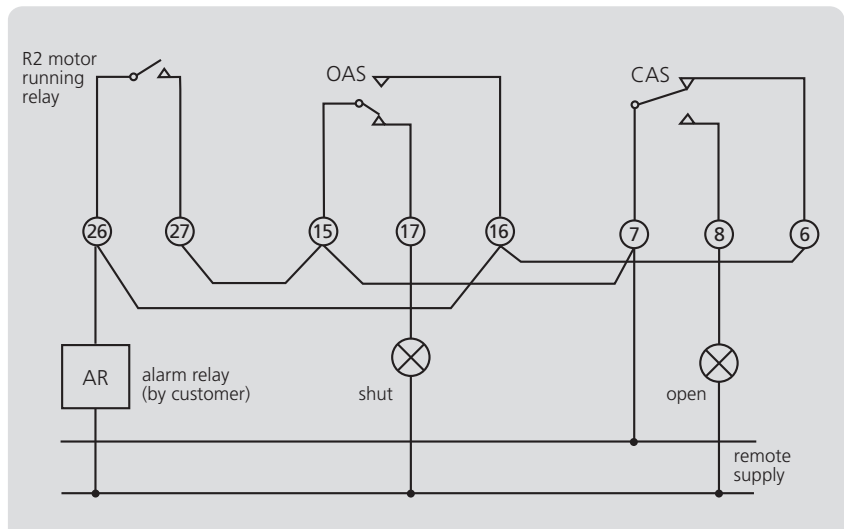 R2 motor
running
relay
OAS
CAS
26
27
15
17
16
7
8
6
AR
alarm relay
(by customer)
shut
open
remote
supply